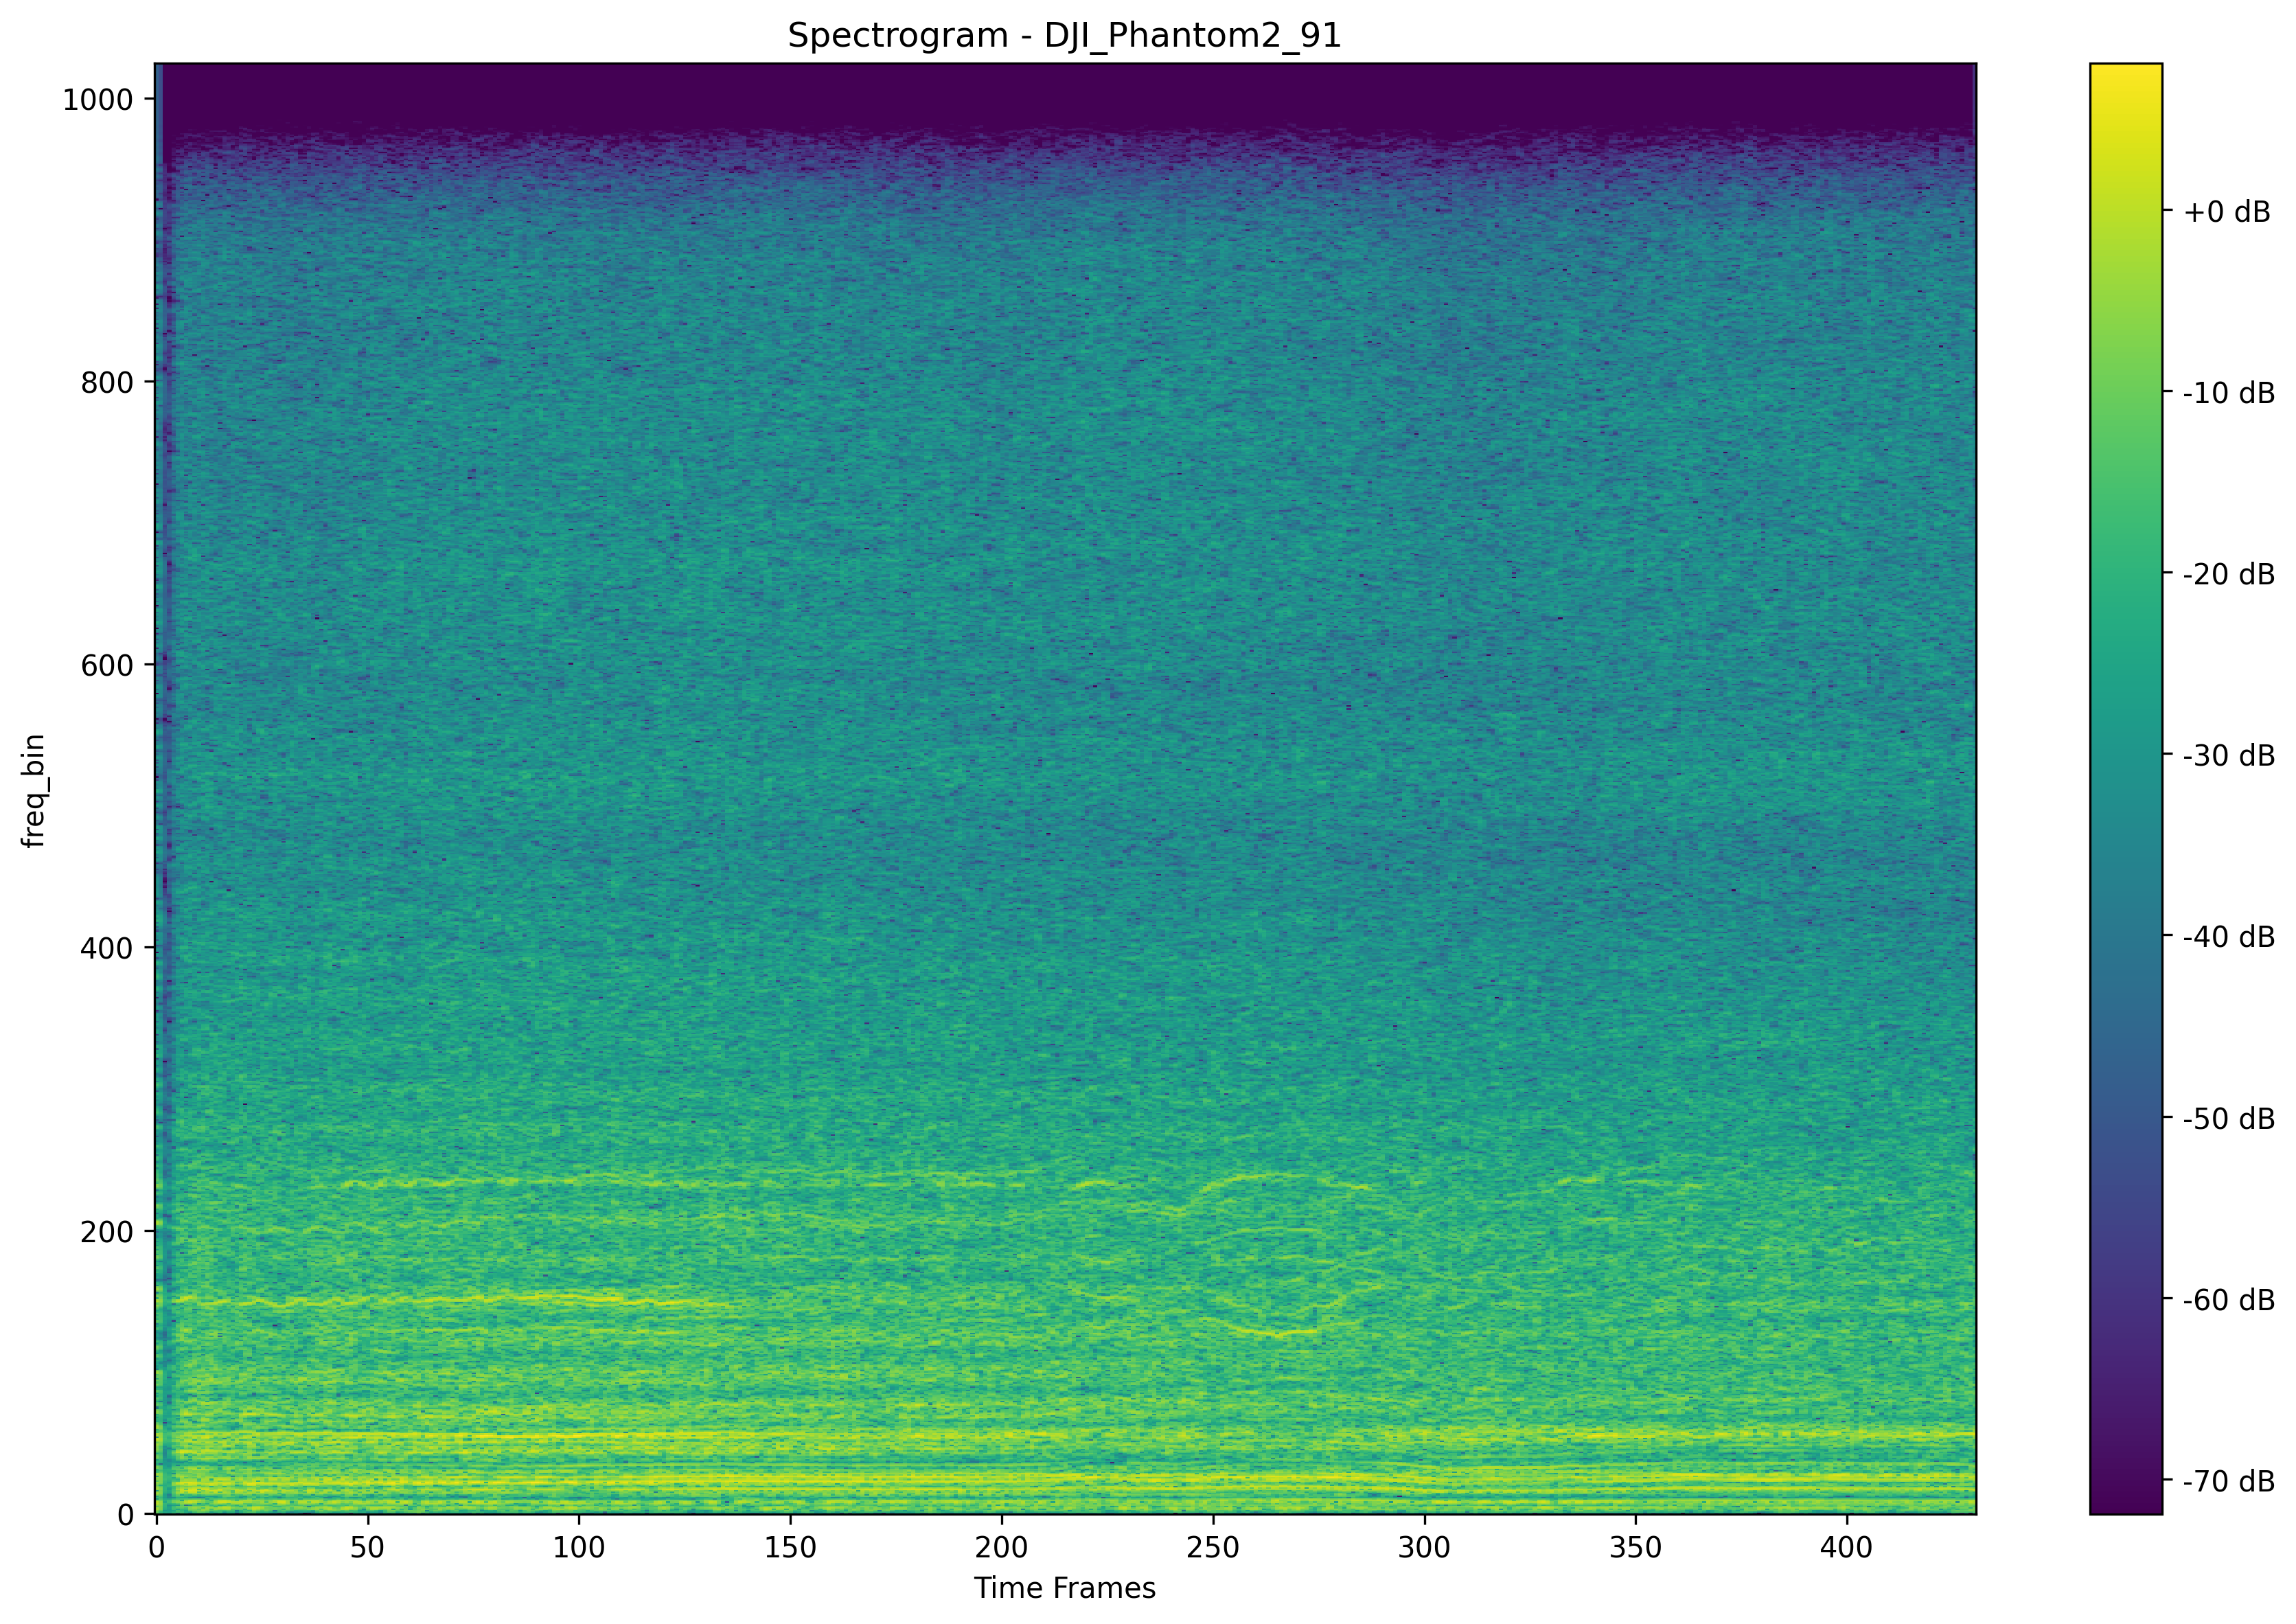 Spectrogram - DJI_Phantom2_91
1000
800
600
400
200
0
freq_bin
0 50 100 150 200 250 300 350 400
Time Frames
+0 dB
-10 dB
-20 dB
-30 dB
-40 dB
-50 dB
-60 dB
-70 dB